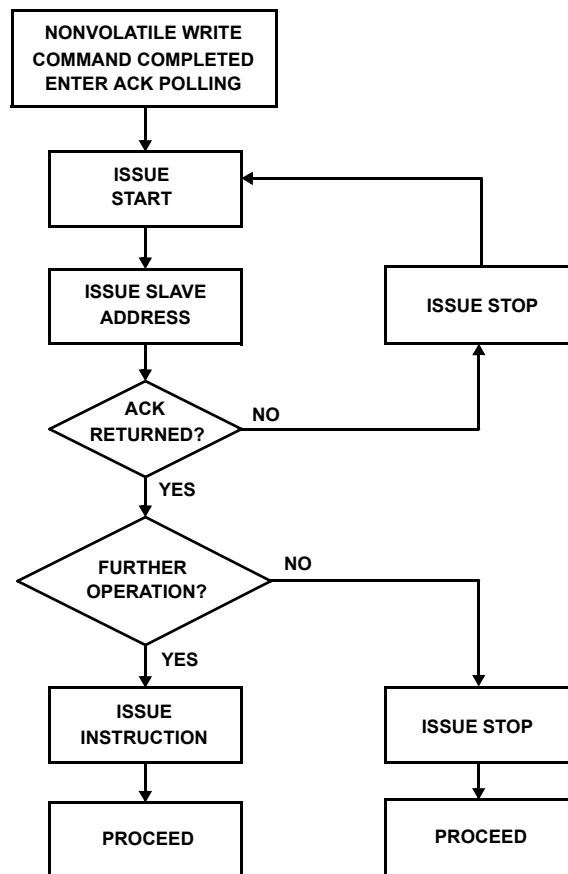 NONVOLATILE WRITE
COMMAND COMPLETED
ENTER ACK POLLING
ISSUE
START
ISSUE SLAVE
ADDRESS
ISSUE STOP
ACK
RETURNED?
NO
YES
FURTHER
OPERATION?
NO
YES
ISSUE
INSTRUCTION
ISSUE STOP
PROCEED
PROCEED